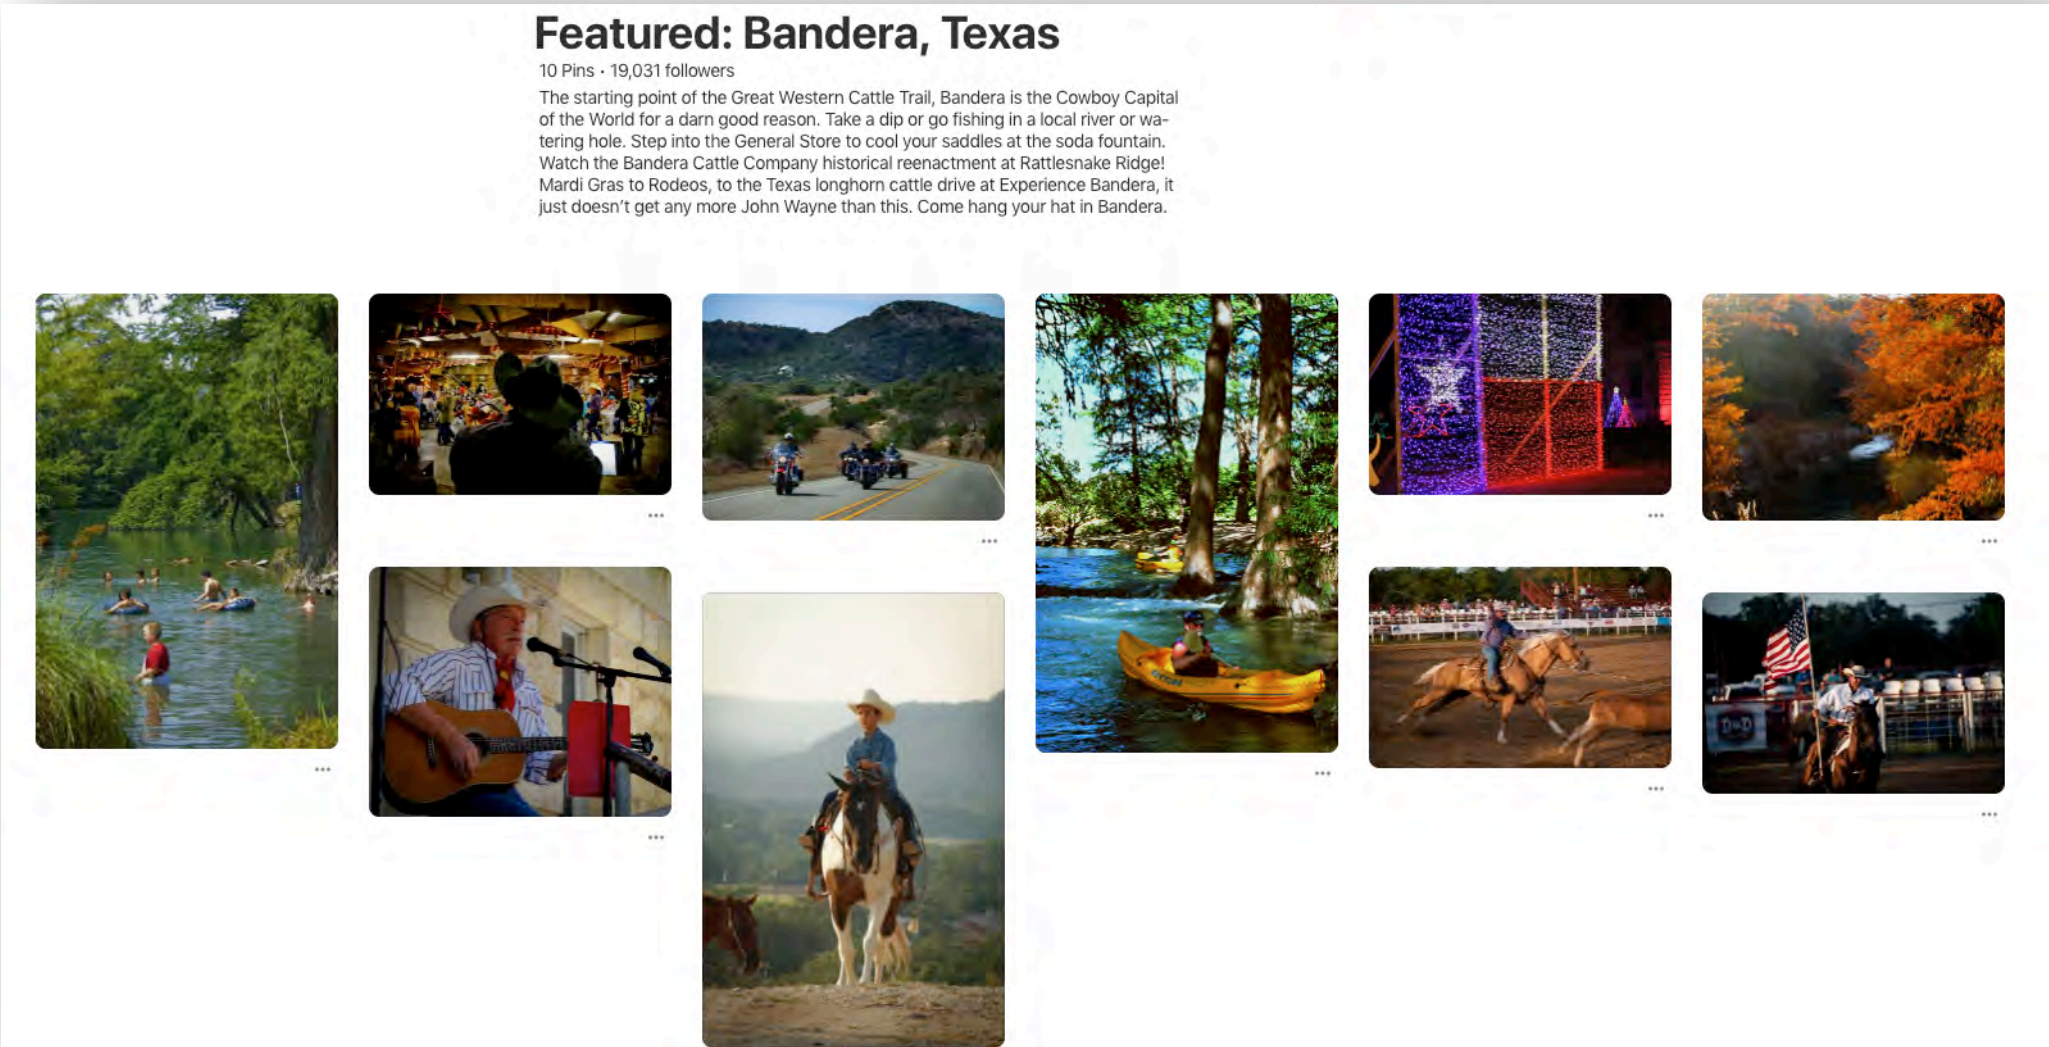 Featured: Bandera, Texas
10 Pins · 19,031 followers
The starting point of the Great Western Cattle Trail, Bandera is the Cowboy Capital
of the World for a darn good reason. Take a dip or go fishing in a local river or wa-
tering hole. Step into the General Store to cool your saddles at the soda fountain.
Watch the Bandera Cattle Company historical reenactment at Rattlesnake Ridge!
Mardi Gras to Rodeos, to the Texas longhorn cattle drive at Experience Bandera, it
just doesn’t get any more John Wayne than this. Come hang your hat in Bandera.
D&D